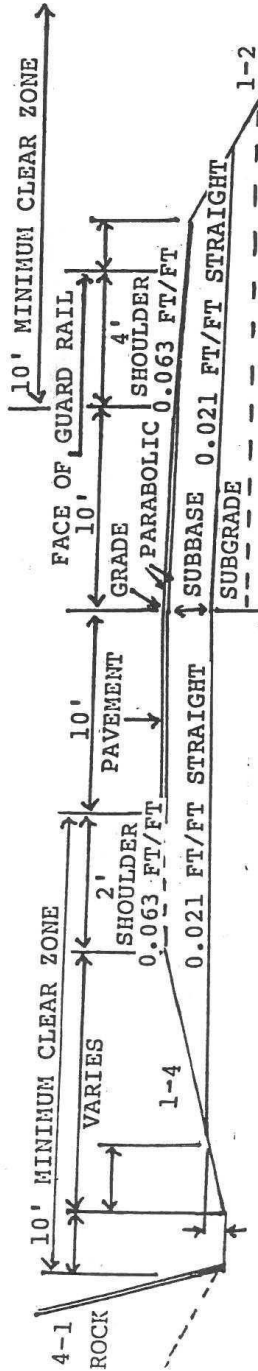 10' MINIMUM CLEAR ZONE
10' MINIMUM CLEAR ZONE
FACE OF GUARD RAIL
VARIES
2'
SHOULDER
0.063 FT/FT
10'
PAVEMENT
10'
GRADE
PARABOLIC
4'
SHOULDER
0.063 FT/FT
4-1
ROCK
1-4
0.021 FT/FT STRAIGHT
SUBBASE
0.021 FT/FT STRAIGHT
SUBGRADE
1-2